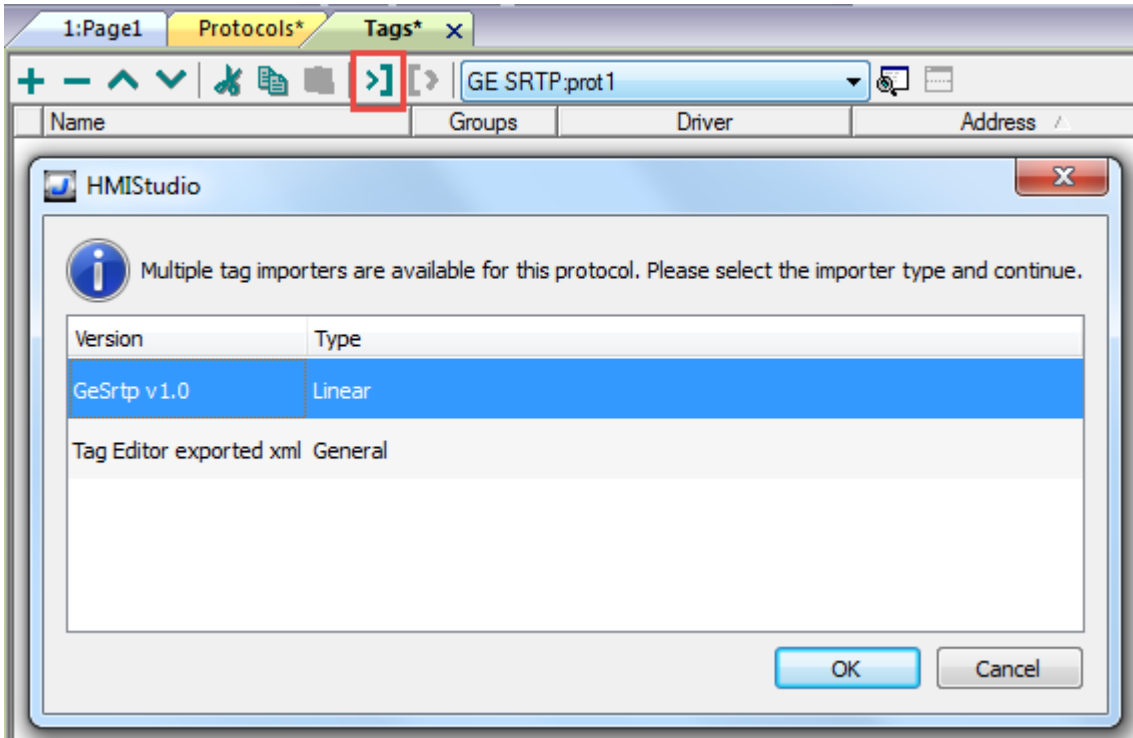 1:Page1 Protocols* Tags* x
GE SRTP:prot1
Name Groups Driver Address
HMIStudio
Multiple tag importers are available for this protocol. Please select the importer type and continue.
Version Type
GeSrtp v1.0 Linear
Tag Editor exported xml General
OK Cancel